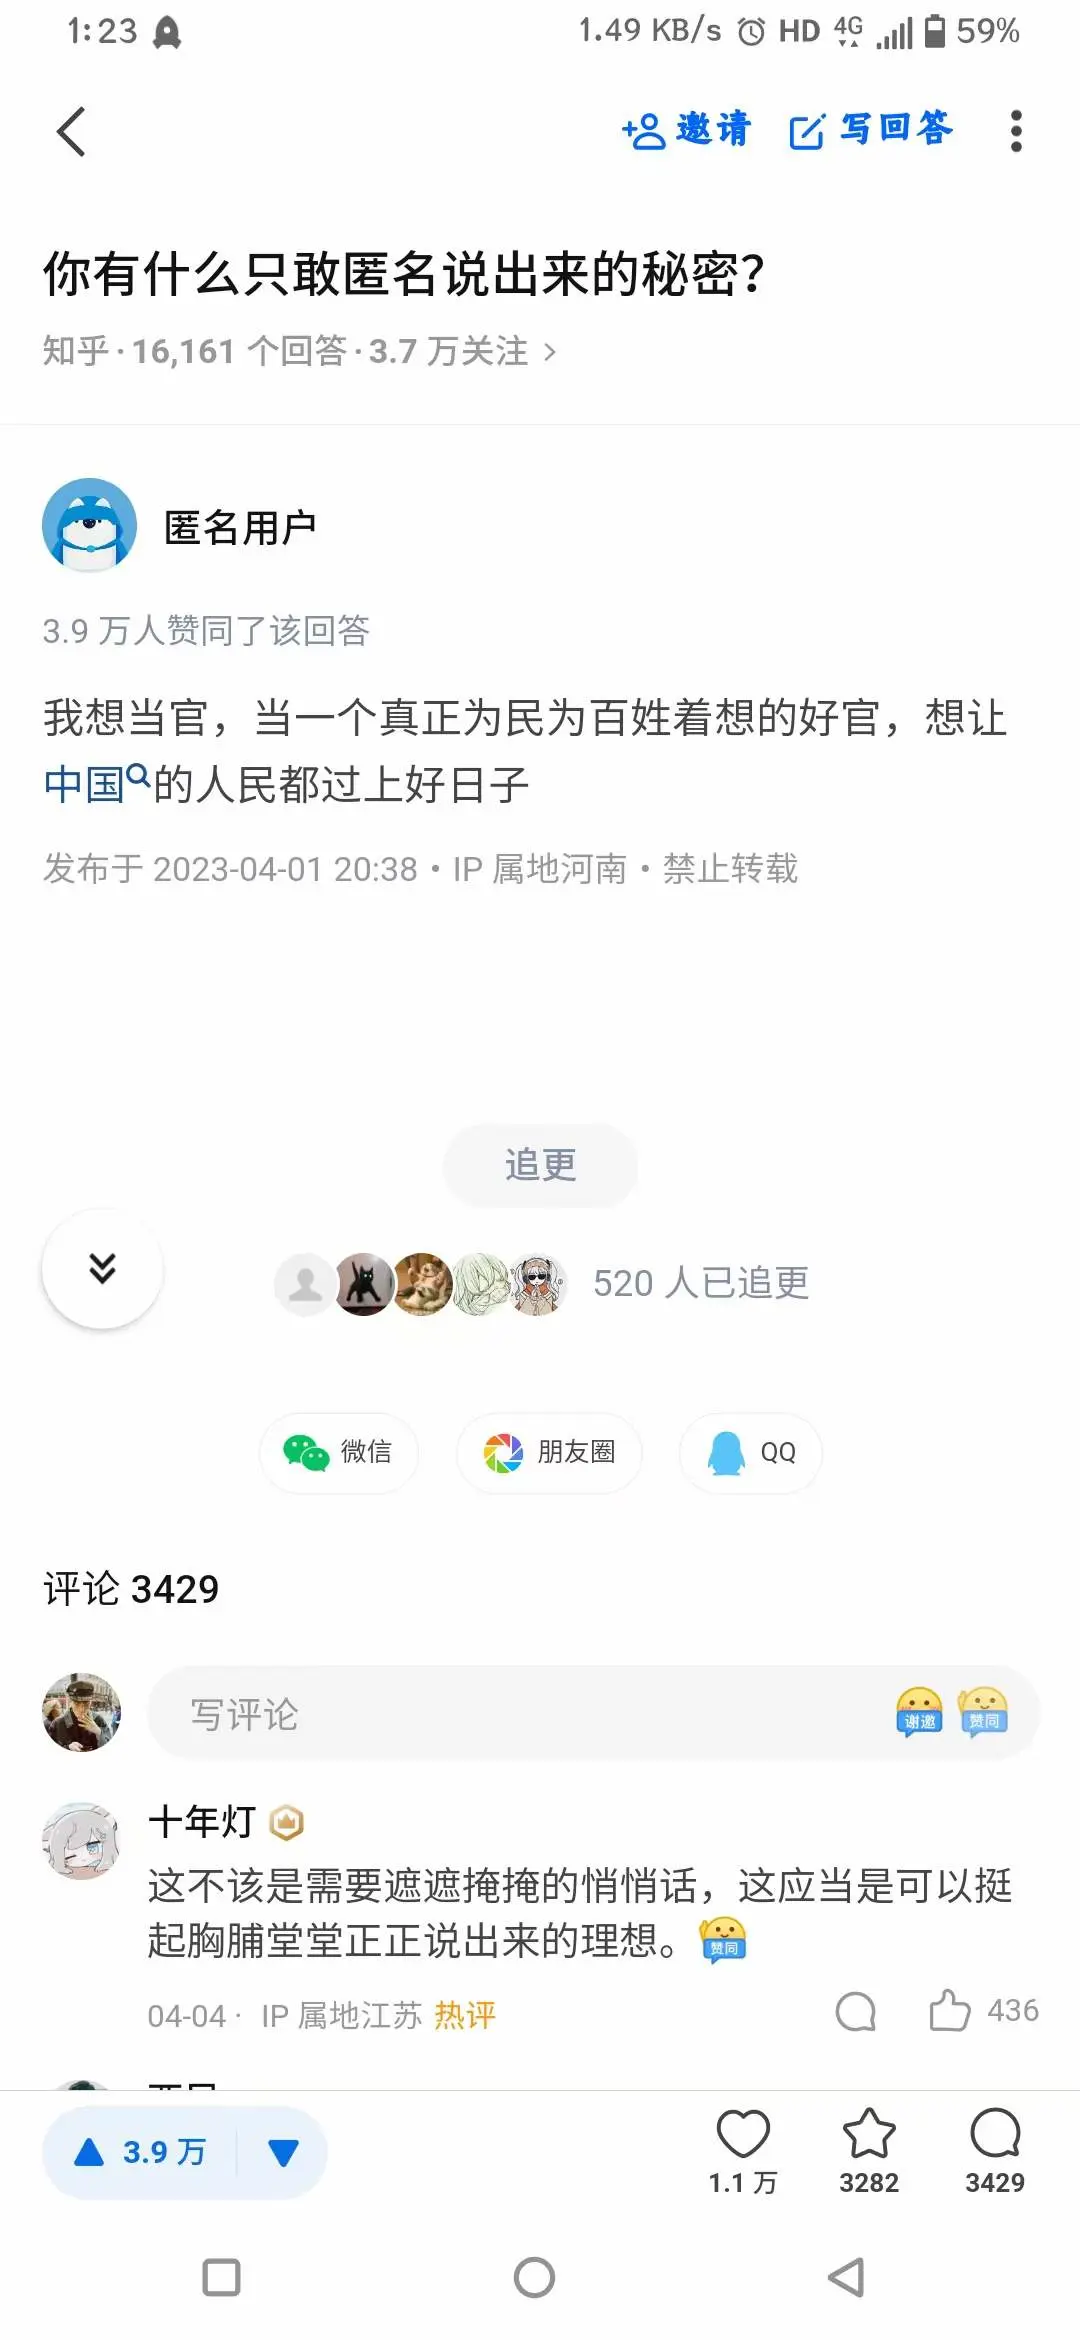 1:23 1.49 KB/s HD 4G 59%
邀请 写回答
你有什么只敢匿名说出来的秘密？
知乎·16,161 个回答·3.7 万关注 >
匿名用户
3.9 万人赞同了该回答
我想当官，当一个真正为民为百姓着想的好官，想让
中国的人民都过上好日子
发布于 2023-04-01 20:38 · IP 属地河南 · 禁止转载
追更
520 人已追更
微信 朋友圈 QQ
评论 3429
写评论 谢邀 赞同
十年灯
这不该是需要遮遮掩掩的悄悄话，这应当是可以挺
起胸脯堂堂正正说出来的理想。赞同
04-04 · IP 属地江苏 热评 436
3.9 万 1.1 万 3282 3429